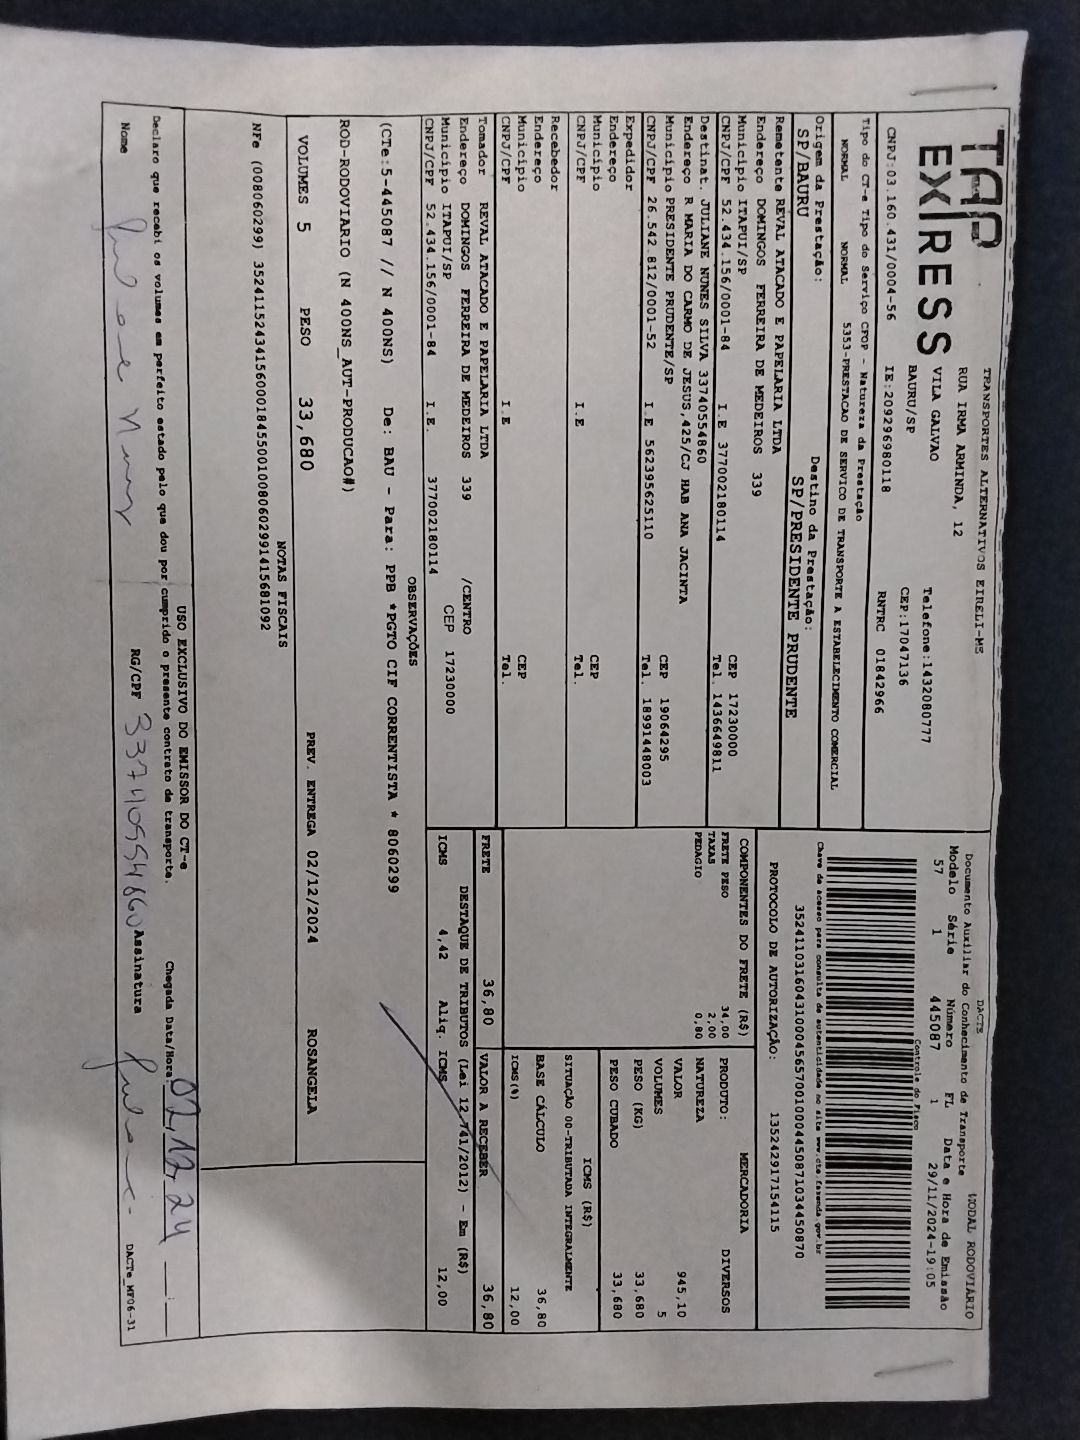 TAP
EX/RESS
TRANSPORTES ALTERNATIVOS EIRELI-ME
RUA IRMA ARMINDA, 12
VILA GALVAO
BAURU/SP
Telefone:1432080777
CEP:17047136
CNPJ:03.160.431/0004-56 IE:209296980118 RNTRC 01842966
DACTE
Documento Auxiliar do Conhecimento de Transporte
MODAL RODOVIÁRIO
Modelo Série Número FL Data e Hora de Emissão
57 1 445087 1 29/11/2024-19:05
Controle do Fisco
Tipo do CT-e Tipo do Serviço CFOP - Natureza da Prestação
NORMAL NORMAL 5353-PRESTACAO DE SERVICO DE TRANSPORTE A ESTABELECIMENTO COMERCIAL
Chave de acesso para consulta de autenticidade no site www.cte.fazenda.gov.br
35241103160431000456570010004450871034450870
Origem da Prestação: Destino da Prestação:
SP/BAURU SP/PRESIDENTE PRUDENTE
PROTOCOLO DE AUTORIZAÇÃO: 135242917154115
Remetente REVAL ATACADO E PAPELARIA LTDA
Endereço DOMINGOS FERREIRA DE MEDEIROS 339
Município ITAPUI/SP CEP 17230000
CNPJ/CPF 52.434.156/0001-84 I.E 377002180114 Tel. 1436649811
Destinat. JULIANE NUNES SILVA 33740554860
Endereço R MARIA DO CARMO DE JESUS,425/CJ HAB ANA JACINTA
Município PRESIDENTE PRUDENTE/SP CEP 19064295
CNPJ/CPF 26.542.812/0001-52 I.E 562395625110 Tel. 18991448003
Expedidor
Endereço
Município CEP
CNPJ/CPF I.E Tel.
Recebedor
Endereço
Município CEP
CNPJ/CPF I.E Tel.
Tomador REVAL ATACADO E PAPELARIA LTDA
Endereço DOMINGOS FERREIRA DE MEDEIROS 339 /CENTRO
Município ITAPUI/SP CEP 17230000
CNPJ/CPF 52.434.156/0001-84 I.E. 377002180114
COMPONENTES DO FRETE (R$)
FRETE PESO 34,00
TAXAS 2,00
PEDAGIO 0,80
MERCADORIA
PRODUTO: DIVERSOS
NATUREZA
VALOR 945,10
VOLUMES 5
PESO (KG) 33,680
PESO CUBADO 33,680
ICMS (R$)
SITUAÇÃO 00-TRIBUTADA INTEGRALMENTE
BASE CÁLCULO 36,80
ICMS(%) 12,00
FRETE 36,80 VALOR A RECEBER 36,80
DESTAQUE DE TRIBUTOS (Lei 12.741/2012) - Em (R$)
ICMS 4,42 Aliq. ICMS 12,00
OBSERVAÇÕES
(CTe:5-445087 // N 400NS) De: BAU - Para: PPB *PGTO CIF CORRENTISTA * 8060299
ROD-RODOVIARIO (N 400NS_AUT-PRODUCAO#)
VOLUMES 5 PESO 33,680 PREV. ENTREGA 02/12/2024 ROSANGELA
NOTAS FISCAIS
NFe (008060299) 35241152434156000184550010080602991415681092
USO EXCLUSIVO DO EMISSOR DO CT-e
Declaro que recebi os volumes em perfeito estado pelo que dou por cumprido o presente contrato de transporte. Chegada Data/Hora 02/12/24
Nome RG/CPF 33740554860 Assinatura DACTe_MF06-31